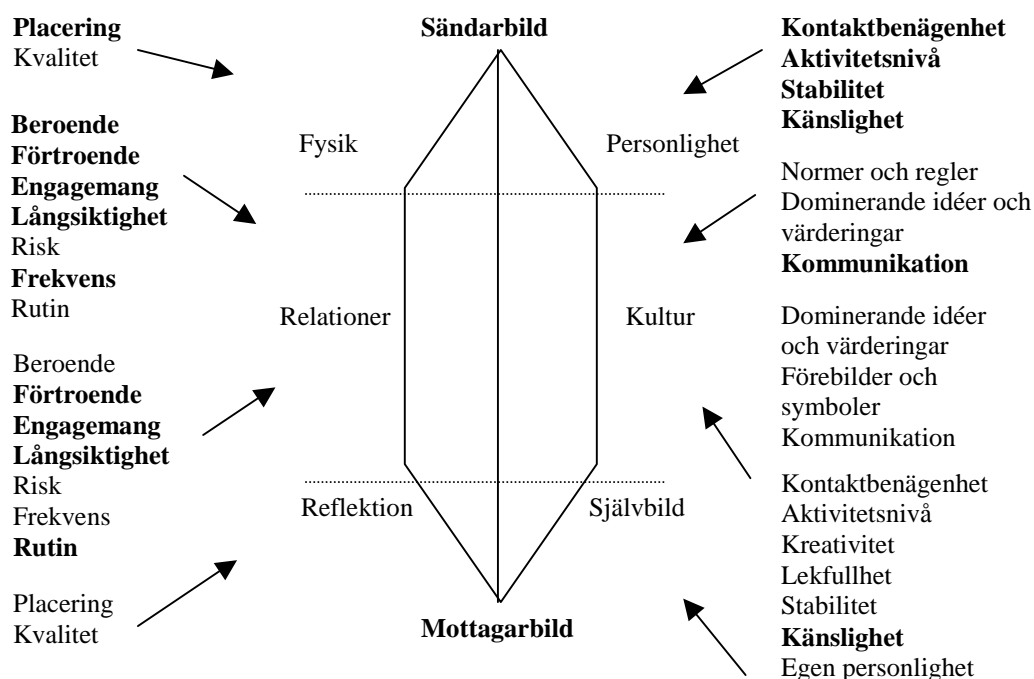 Placering
Kvalitet
Beroende
Förtroende
Engagemang
Långsiktighet
Risk
Frekvens
Rutin
Beroende
Förtroende
Engagemang
Långsiktighet
Risk
Frekvens
Rutin
Placering
Kvalitet
Sändarbild
Fysik
Personlighet
Relationer
Kultur
Reflektion
Självbild
Mottagarbild
Kontaktbenägenhet
Aktivitetsnivå
Stabilitet
Känslighet
Normer och regler
Dominerande idéer och
värderingar
Kommunikation
Dominerande idéer
och värderingar
Förebilder och
symboler
Kommunikation
Kontaktbenägenhet
Aktivitetsnivå
Kreativitet
Lekfullhet
Stabilitet
Känslighet
Egen personlighet